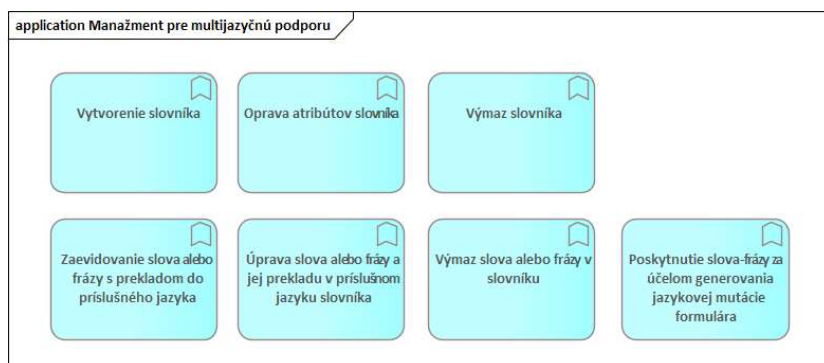 application Manažment pre multijazyčnú podporu
Vytvorenie slovníka
Oprava atribútov slovníka
Výmaz slovníka
Zaevidovanie slova alebo
frázy s prekladom do
príslušného jazyka
Úprava slova alebo frázy a
jej prekladu v príslušnom
jazyku slovníka
Výmaz slova alebo frázy v
slovníku
Poskytnutie slova-frázy za
účelom generovania
jazykovej mutácie
formulára